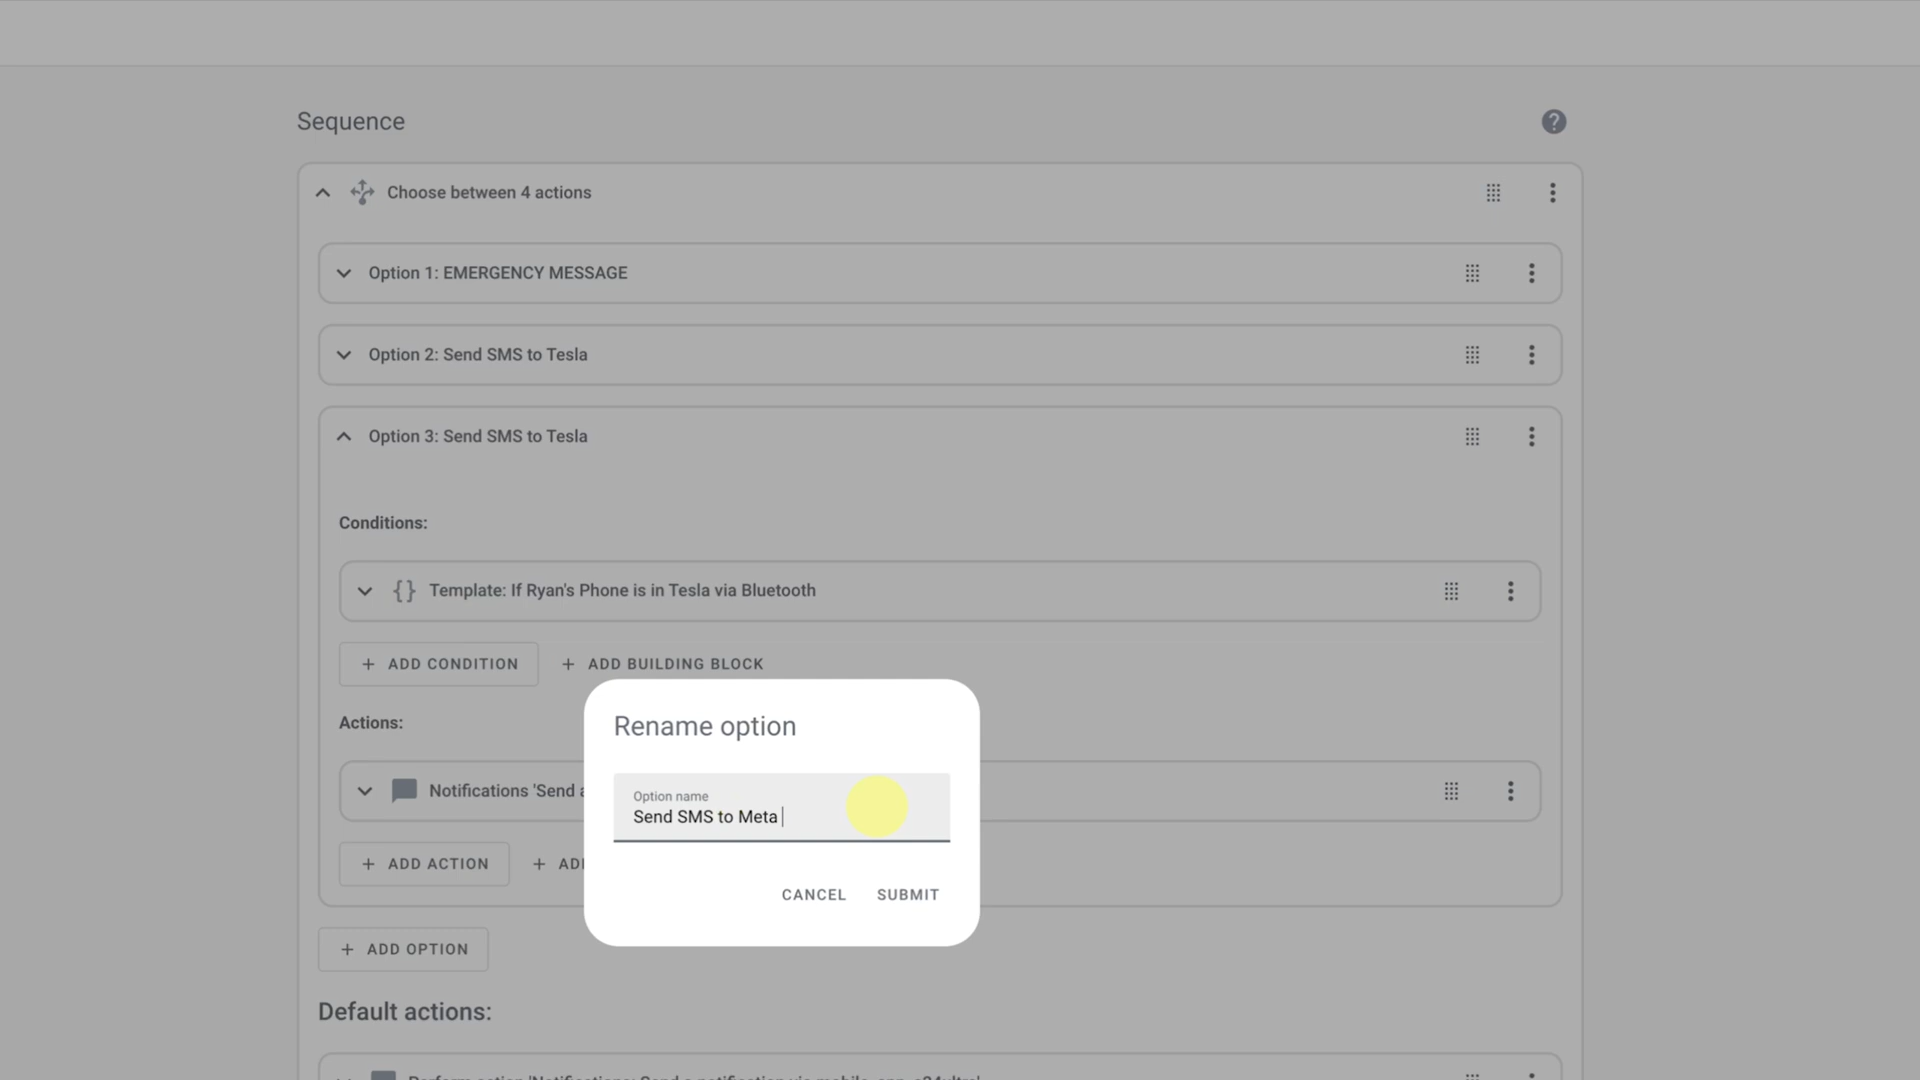 Sequence
Choose between 4 actions
Option 1: EMERGENCY MESSAGE
Option 2: Send SMS to Tesla
Option 3: Send SMS to Tesla
Conditions:
{} Template: If Ryan's Phone is in Tesla via Bluetooth
+ ADD CONDITION + ADD BUILDING BLOCK
Actions:
Rename option
Notifications 'Send
Option name
Send SMS to Meta
+ ADD ACTION + ADD
CANCEL SUBMIT
+ ADD OPTION
Default actions: